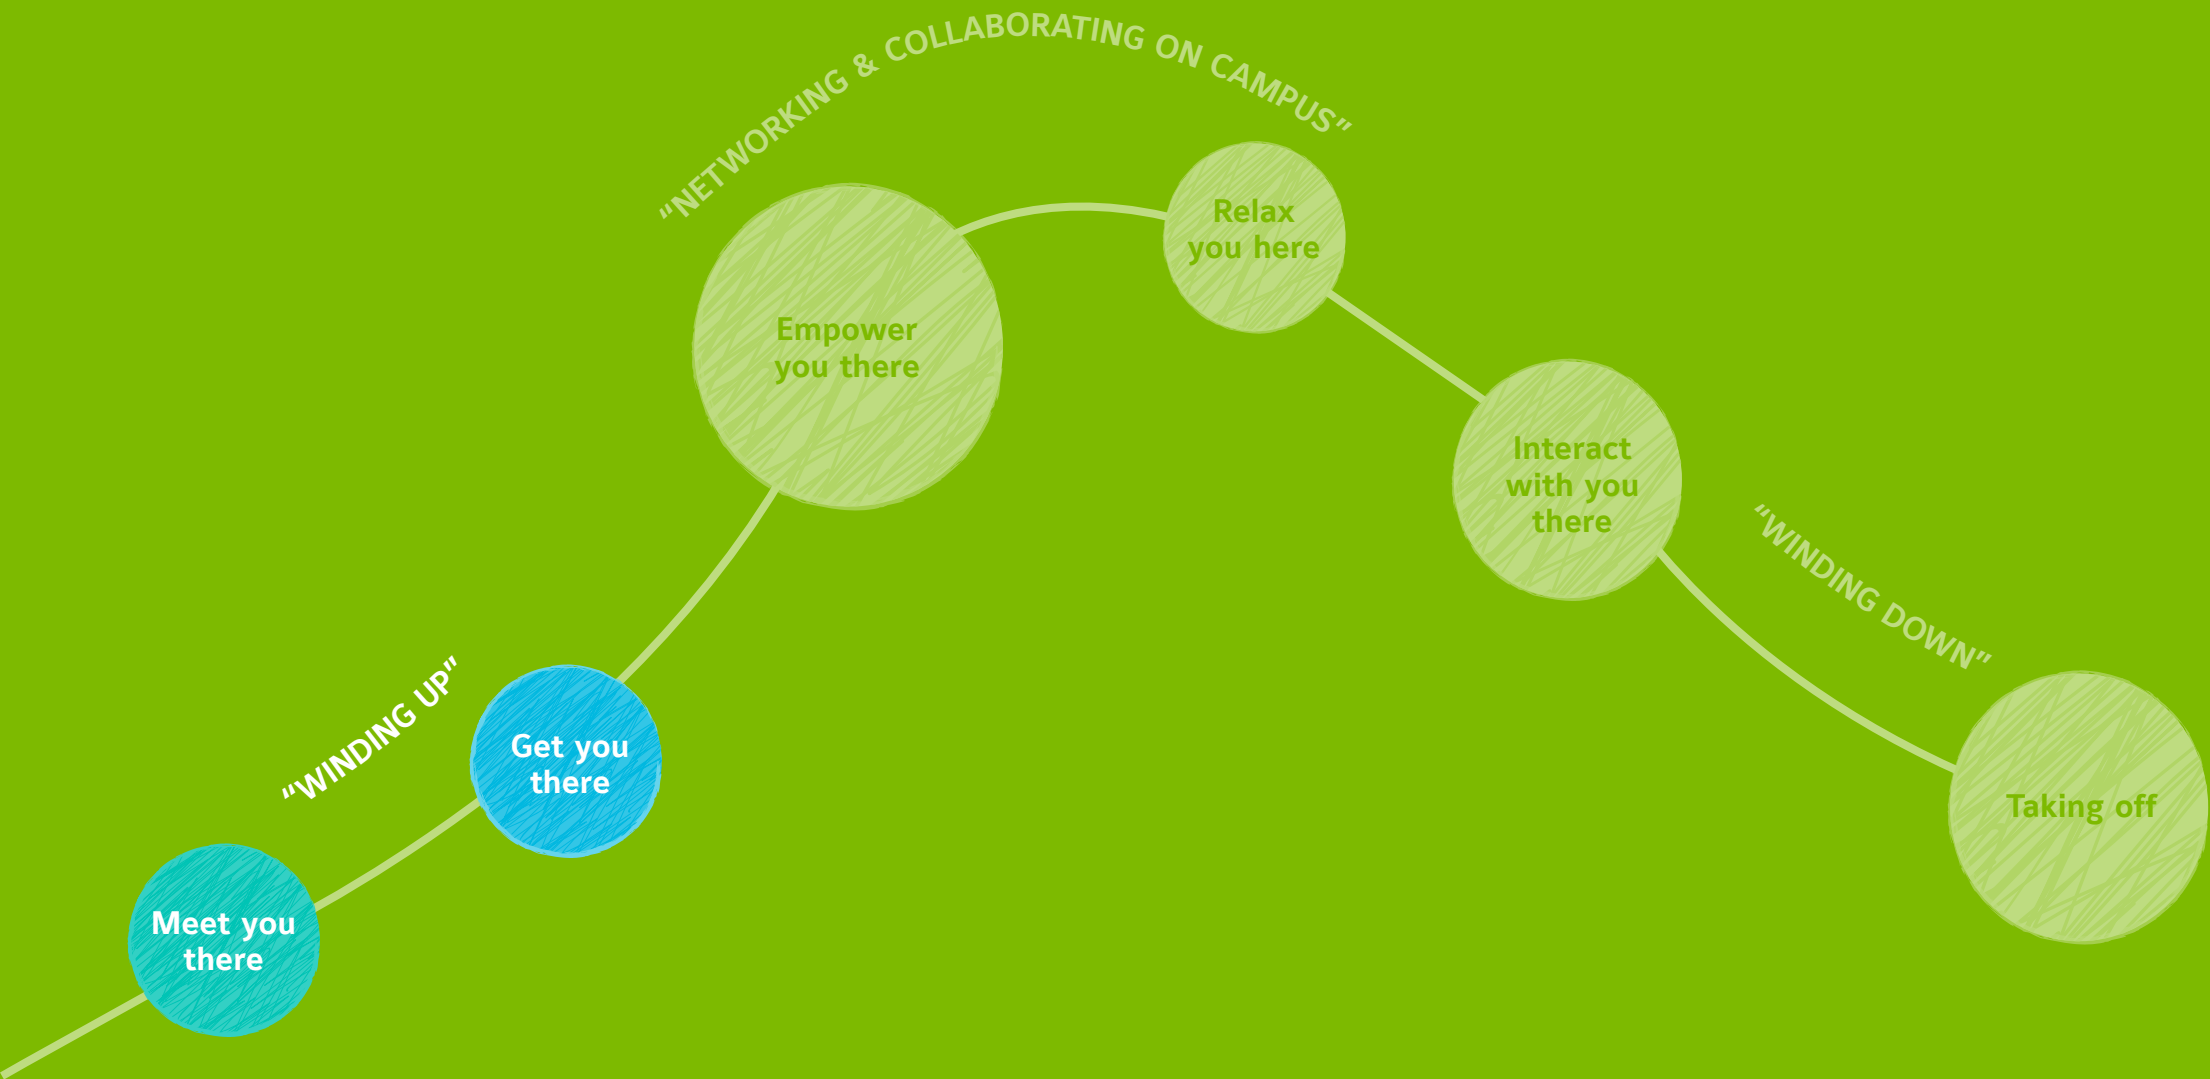 “NETWORKING & COLLABORATING ON CAMPUS”
Relax
you here
Empower
you there
Interact
with you
there
“WINDING DOWN”
“WINDING UP”
Get you
there
Taking off
Meet you
there